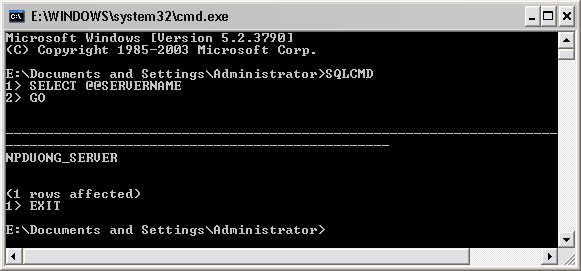 E:\WINDOWS\system32\cmd.exe
Microsoft Windows [Version 5.2.3790]
(C) Copyright 1985-2003 Microsoft Corp.
E:\Documents and Settings\Administrator>SQLCMD
1> SELECT @@SERVERNAME
2> GO
--------------------------------------------------------------------------------
------------------------------------------------
NPDUONG_SERVER
(1 rows affected)
1> EXIT
E:\Documents and Settings\Administrator>